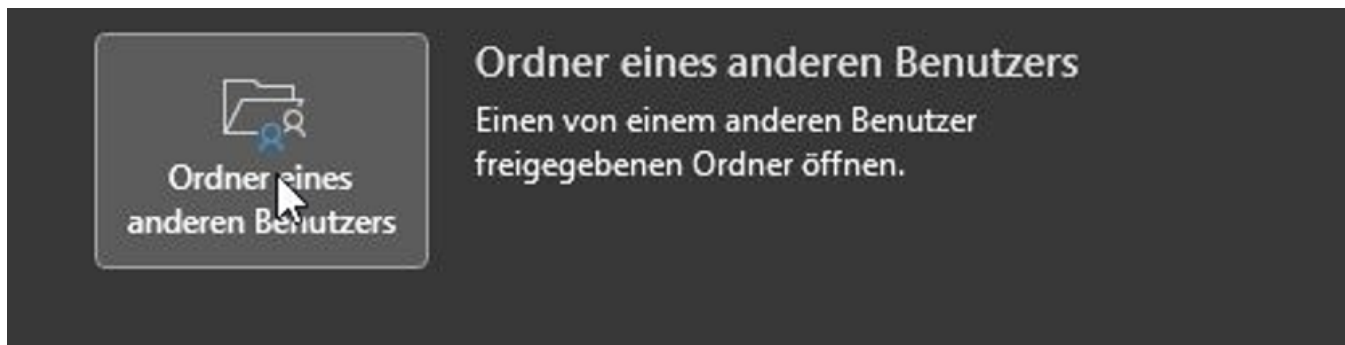 Ordner eines
anderen Benutzers
Ordner eines anderen Benutzers
Einen von einem anderen Benutzer
freigegebenen Ordner öffnen.